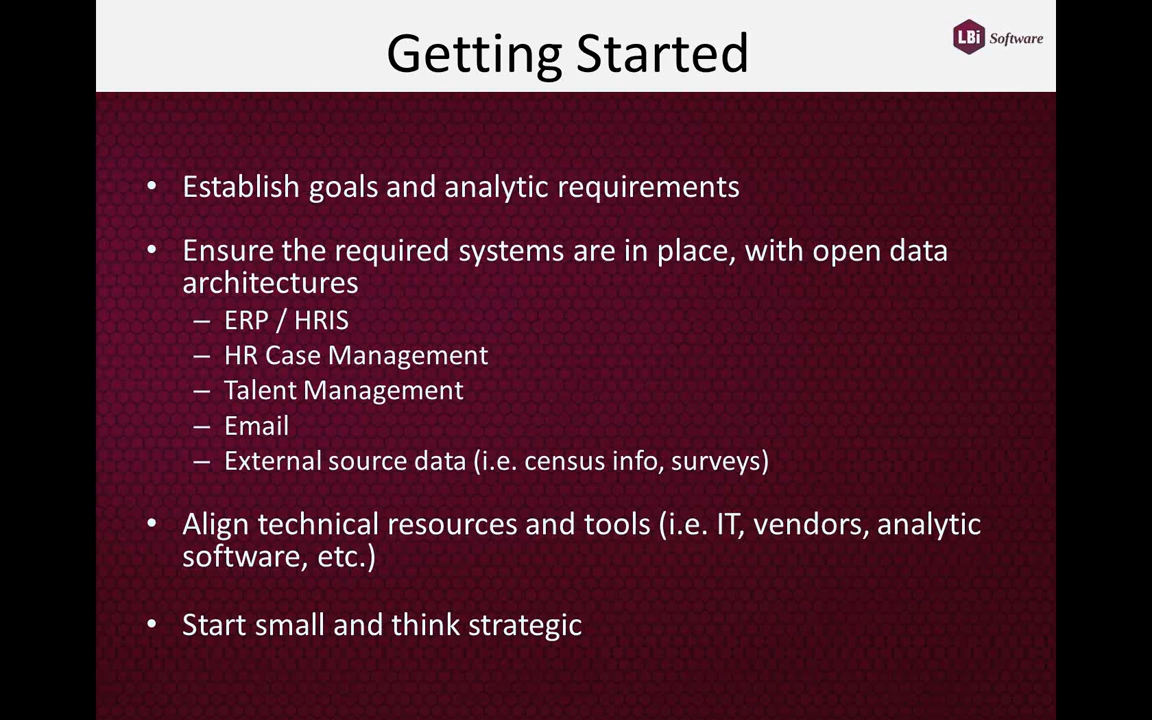 Getting Started
LBi Software
• Establish goals and analytic requirements
• Ensure the required systems are in place, with open data
architectures
– ERP / HRIS
– HR Case Management
– Talent Management
– Email
– External source data (i.e. census info, surveys)
• Align technical resources and tools (i.e. IT, vendors, analytic
software, etc.)
• Start small and think strategic